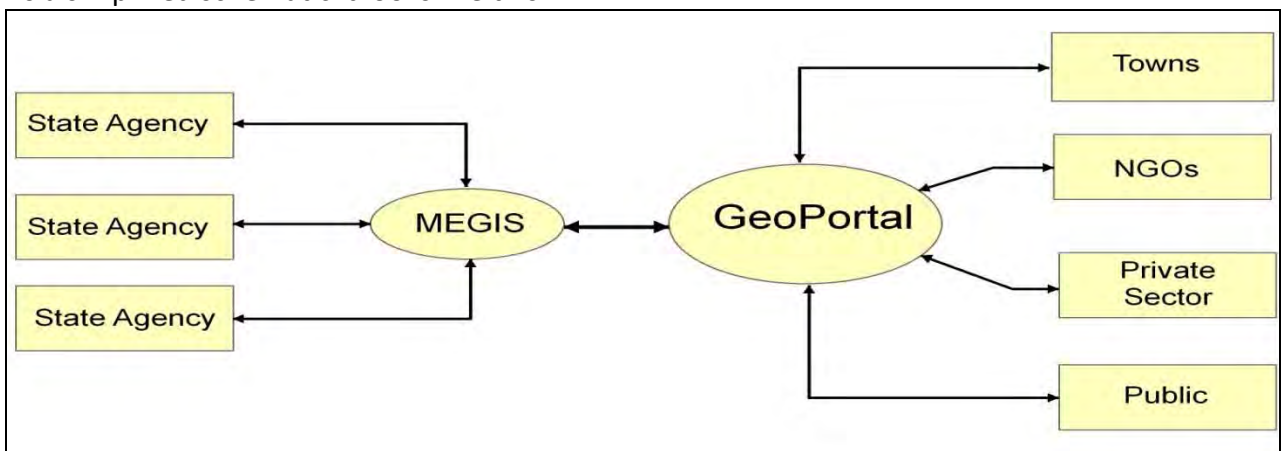 State Agency
State Agency
State Agency
MEGIS
GeoPortal
Towns
NGOs
Private
Sector
Public